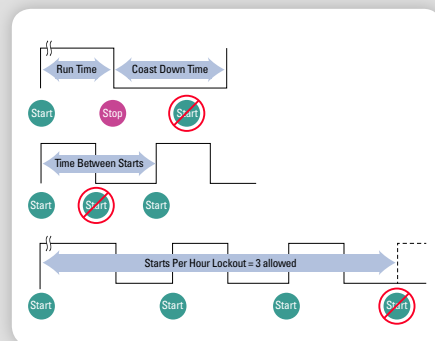 Run Time Coast Down Time
Start Stop Start
Time Between Starts
Start Start Start
Starts Per Hour Lockout = 3 allowed
Start Start Start Start